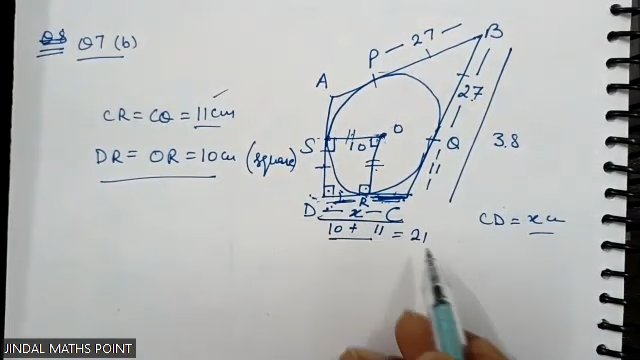 Q8 Q7 (b)
CR = CQ = 11cm
DR = OR = 10cm (square)
A
P
27
B
27
S
11
10
O
Q
11
3.8
D
R
x
C
10 + 11 = 21
CD = x cm
JINDAL MATHS POINT